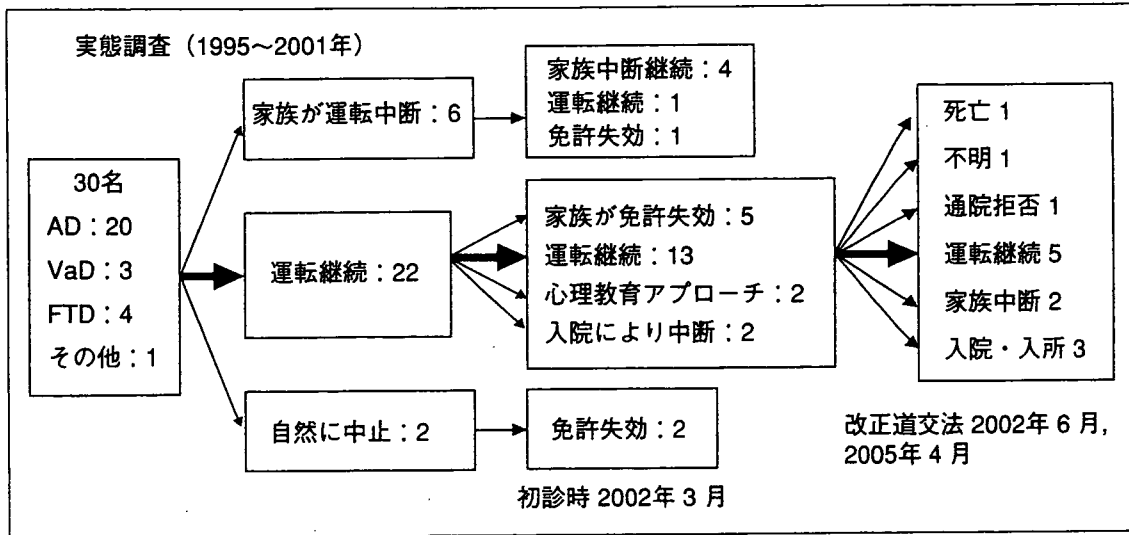 実態調査（1995〜2001年）
30名
AD：20
VaD：3
FTD：4
その他：1
家族が運転中断：6
運転継続：22
自然に中止：2
家族中断継続：4
運転継続：1
免許失効：1
家族が免許失効：5
運転継続：13
心理教育アプローチ：2
入院により中断：2
免許失効：2
初診時 2002年 3 月
死亡 1
不明 1
通院拒否 1
運転継続 5
家族中断 2
入院・入所 3
改正道交法 2002年 6 月,
2005年 4 月